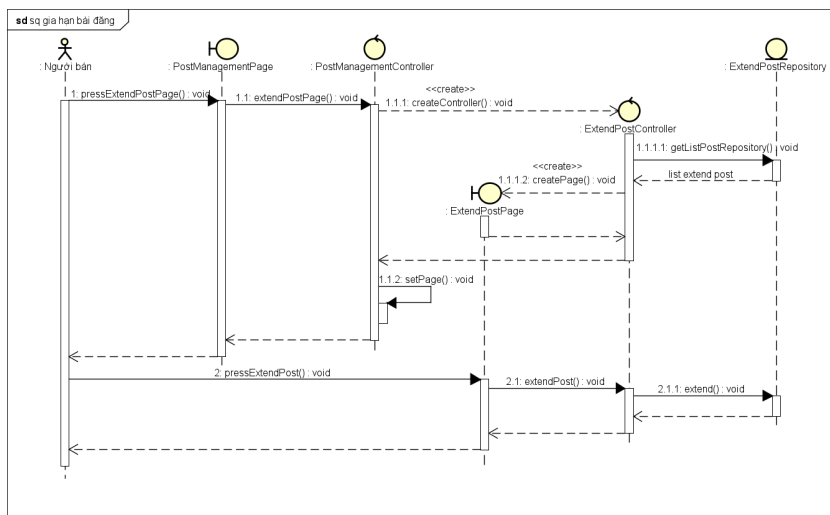 sd sq gia hạn bài đăng
: Người bán
: PostManagementPage
: PostManagementController
: ExtendPostRepository
<<create>>
1: pressExtendPostPage() : void
1.1: extendPostPage() : void
1.1.1: createController() : void
: ExtendPostController
1.1.1.1: getListPostRepository() : void
<<create>>
list extend post
1.1.1.2: createPage() : void
: ExtendPostPage
1.1.2: setPage() : void
2: pressExtendPost() : void
2.1: extendPost() : void
2.1.1: extend() : void